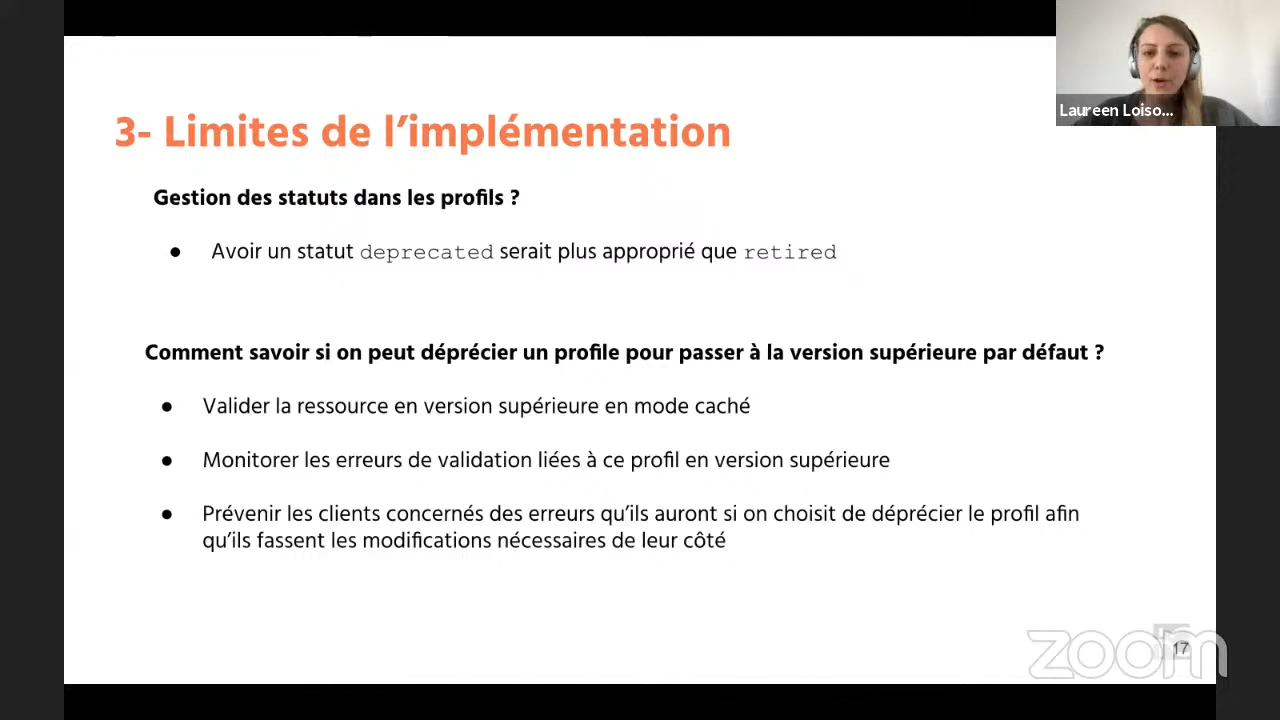 Laureen Loiso...
3- Limites de l’implémentation
Gestion des statuts dans les profils ?
● Avoir un statut deprecated serait plus approprié que retired
Comment savoir si on peut déprécier un profile pour passer à la version supérieure par défaut ?
● Valider la ressource en version supérieure en mode caché
● Monitorer les erreurs de validation liées à ce profil en version supérieure
● Prévenir les clients concernés des erreurs qu’ils auront si on choisit de déprécier le profil afin
qu’ils fassent les modifications nécessaires de leur côté
zoom
17